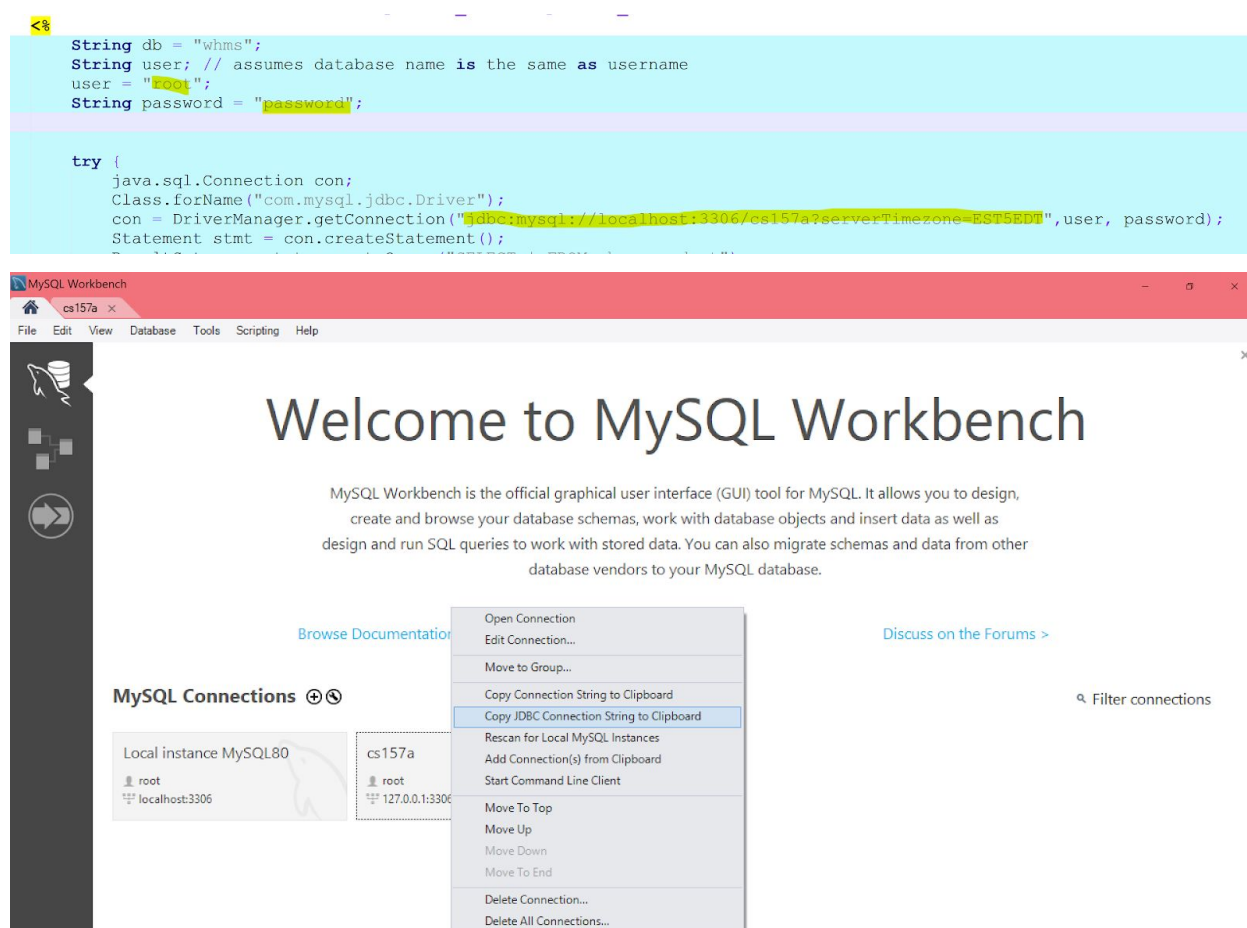 <%
String db = "whms";
String user; // assumes database name is the same as username
user = "root";
String password = "password";
try {
java.sql.Connection con;
Class.forName("com.mysql.jdbc.Driver");
con = DriverManager.getConnection("jdbc:mysql://localhost:3306/cs157a?serverTimezone=EST5EDT",user, password);
Statement stmt = con.createStatement();
MySQL Workbench
cs157a
File Edit View Database Tools Scripting Help
Welcome to MySQL Workbench
MySQL Workbench is the official graphical user interface (GUI) tool for MySQL. It allows you to design,
create and browse your database schemas, work with database objects and insert data as well as
design and run SQL queries to work with stored data. You can also migrate schemas and data from other
database vendors to your MySQL database.
Browse Documentation
Discuss on the Forums >
MySQL Connections
Filter connections
Local instance MySQL80
root
localhost:3306
cs157a
root
127.0.0.1:3306
Open Connection
Edit Connection...
Move to Group...
Copy Connection String to Clipboard
Copy JDBC Connection String to Clipboard
Rescan for Local MySQL Instances
Add Connection(s) from Clipboard
Start Command Line Client
Move To Top
Move Up
Move Down
Move To End
Delete Connection...
Delete All Connections...